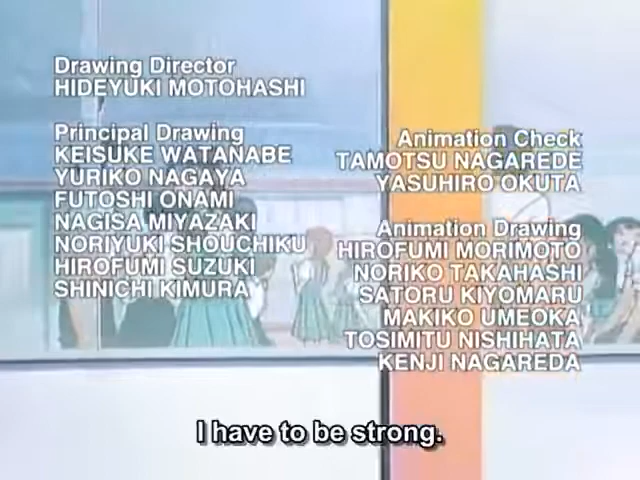 Drawing Director
HIDEYUKI MOTOHASHI
Principal Drawing
KEISUKE WATANABE
YURIKO NAGAYA
FUTOSHI ONAMI
NAGISA MIYAZAKI
NORIYUKI SHOUCHIKU
HIROFUMI SUZUKI
SHINICHI KIMURA
Animation Check
TAMOTSU NAGAREDE
YASUHIRO OKUTA
Animation Drawing
HIROFUMI MORIMOTO
NORIKO TAKAHASHI
SATORU KIYOMARU
MAKIKO UMEOKA
TOSIMITU NISHIHATA
KENJI NAGAREDA
I have to be strong.